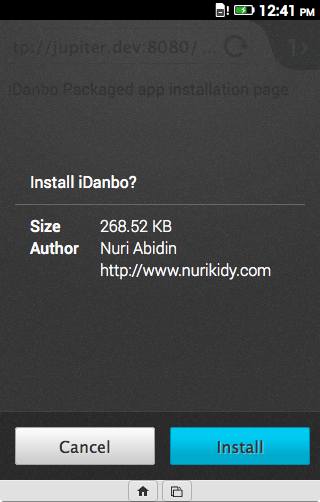 12:41 PM
tp://jupiter.dev:8080/ ...
1
iDanbo Packaged app installation page
Install iDanbo?
Size 268.52 KB
Author Nuri Abidin
http://www.nurikidy.com
Cancel Install